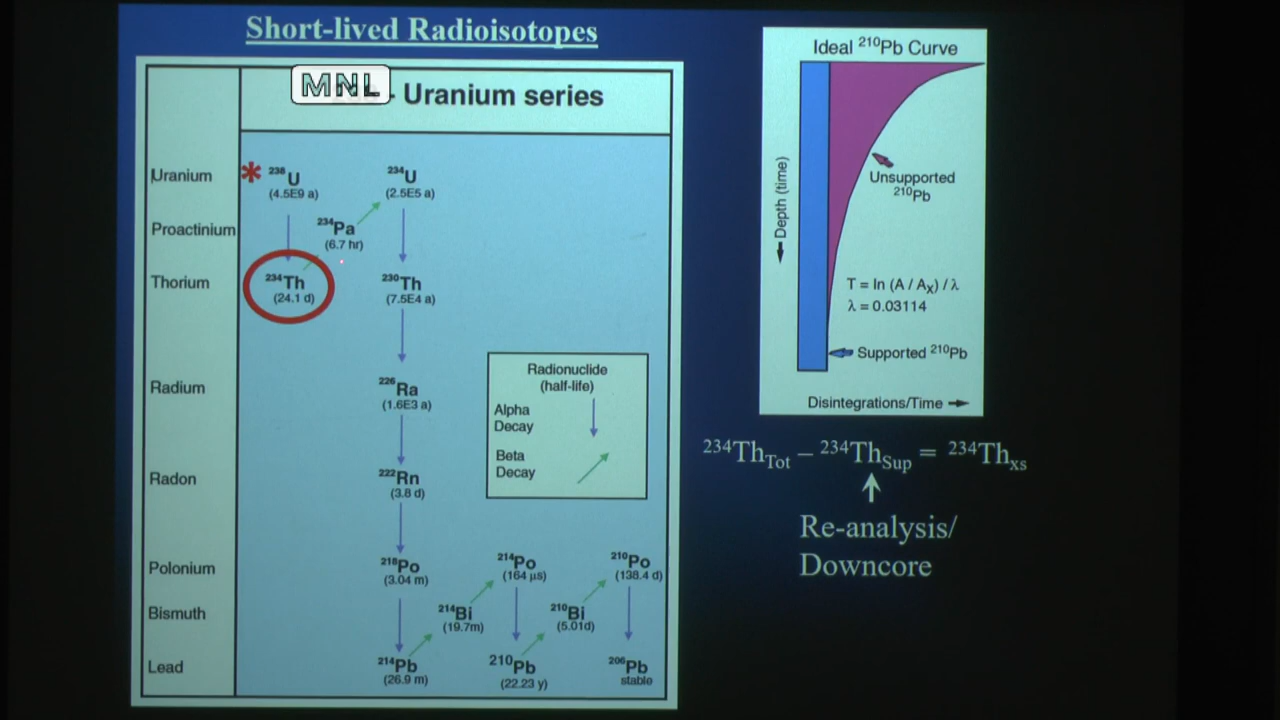 Short-lived Radioisotopes
MNL
- Uranium series
Uranium
* ²³⁸U
(4.5E9 a)
²³⁴U
(2.5E5 a)
Proactinium
²³⁴Pa
(6.7 hr)
Thorium
²³⁴Th
(24.1 d)
²³⁰Th
(7.5E4 a)
Radium
²²⁶Ra
(1.6E3 a)
Radon
²²²Rn
(3.8 d)
Polonium
²¹⁸Po
(3.04 m)
²¹⁴Po
(164 µs)
²¹⁰Po
(138.4 d)
Bismuth
²¹⁴Bi
(19.7m)
²¹⁰Bi
(5.01d)
Lead
²¹⁴Pb
(26.9 m)
²¹⁰Pb
(22.23 y)
²⁰⁶Pb
stable
Radionuclide
(half-life)
Alpha
Decay
Beta
Decay
Ideal ²¹⁰Pb Curve
Depth (time)
Unsupported
²¹⁰Pb
T = ln (A / Aₓ) / λ
λ = 0.03114
Supported ²¹⁰Pb
Disintegrations/Time
²³⁴Th_Tot – ²³⁴Th_Sup = ²³⁴Th_xs
Re-analysis/
Downcore